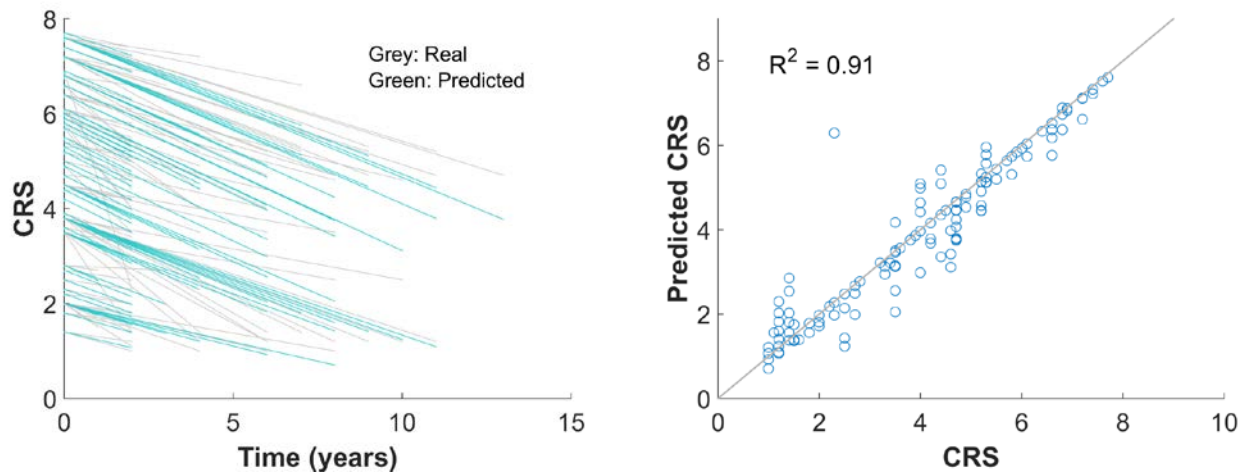 8
6
4
2
0
CRS
Grey: Real
Green: Predicted
0 5 10 15
Time (years)
8
6
4
2
0
Predicted CRS
R² = 0.91
0 2 4 6 8 10
CRS